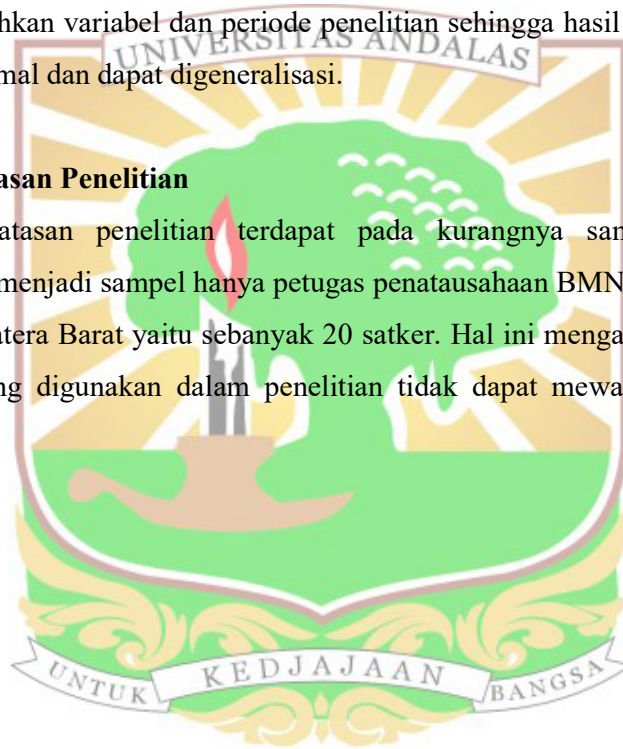 hkan variabel dan periode penelitian sehingga hasil
UNIVERSITAS ANDALAS
mal dan dapat digeneralisasi.
asan Penelitian
atasan penelitian terdapat pada kurangnya sam
menjadi sampel hanya petugas penatausahaan BMN
atera Barat yaitu sebanyak 20 satker. Hal ini menga
ng digunakan dalam penelitian tidak dapat mewa
UNTUK KEDJAJAAN BANGSA